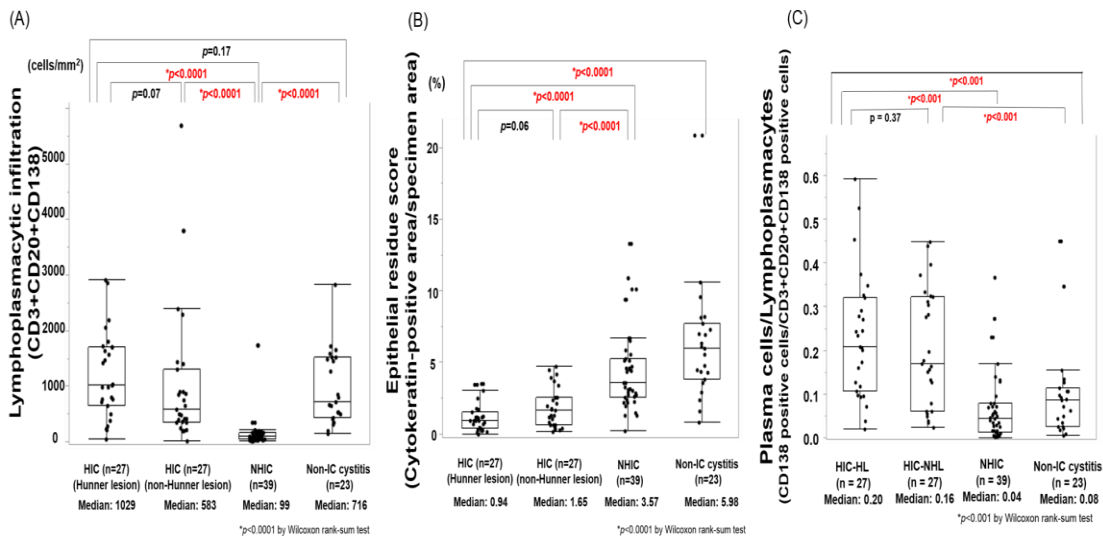 (A)
(cells/mm²)
p=0.17
*p<0.0001
p=0.07
*p<0.0001
*p<0.0001
Lymphoplasmacytic infiltration
(CD3+CD20+CD138)
5000
4000
3000
2000
1000
0
HIC (n=27)
(Hunner lesion)
Median: 1029
HIC (n=27)
(non-Hunner lesion)
Median: 583
NHIC
(n=39)
Median: 99
Non-IC cystitis
(n=23)
Median: 716
*p<0.0001 by Wilcoxon rank-sum test
(B)
(%)
*p<0.0001
*p<0.0001
p=0.06
*p<0.0001
Epithelial residue score
(Cytokeratin-positive area/specimen area)
20
15
10
5
0
HIC (n=27)
(Hunner lesion)
Median: 0.94
HIC (n=27)
(non-Hunner lesion)
Median: 1.65
NHIC
(n=39)
Median: 3.57
Non-IC cystitis
(n=23)
Median: 5.98
*p<0.0001 by Wilcoxon rank-sum test
(C)
*p<0.001
*p<0.001
p = 0.37
*p<0.001
Plasma cells/Lymphoplasmacytes
(CD138 positive cells/CD3+CD20+CD138 positive cells)
0.6
0.5
0.4
0.3
0.2
0.1
0.0
HIC-HL
(n = 27)
Median: 0.20
HIC-NHL
(n = 27)
Median: 0.16
NHIC
(n = 39)
Median: 0.04
Non-IC cystitis
(n = 23)
Median: 0.08
*p<0.001 by Wilcoxon rank-sum test